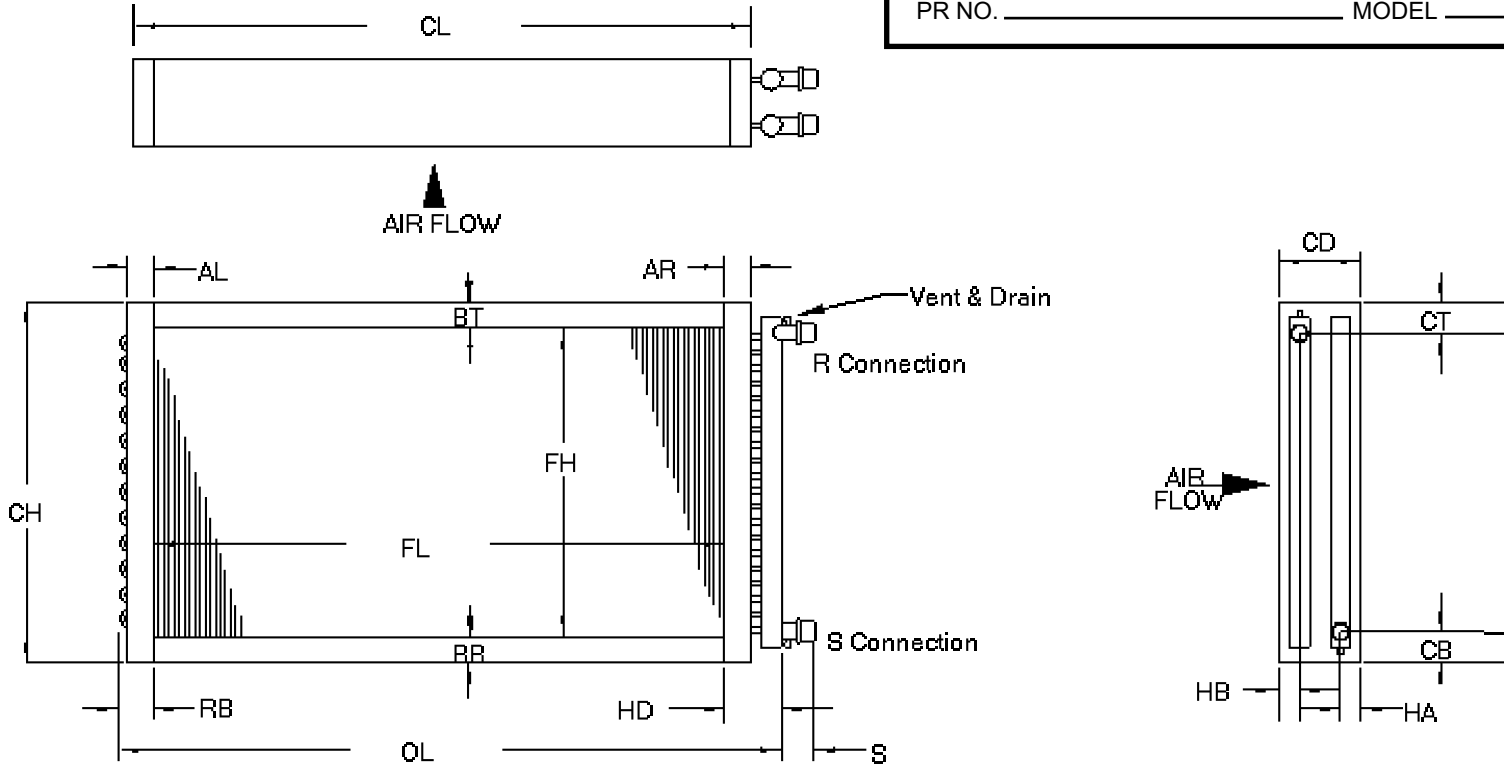 PR NO. MODEL
CL
AIR FLOW
AL
AR
BT
Vent & Drain
R Connection
CH
FH
FL
BB
S Connection
RB
HD
OL
S
CD
CT
AIR
FLOW
CB
HB
HA